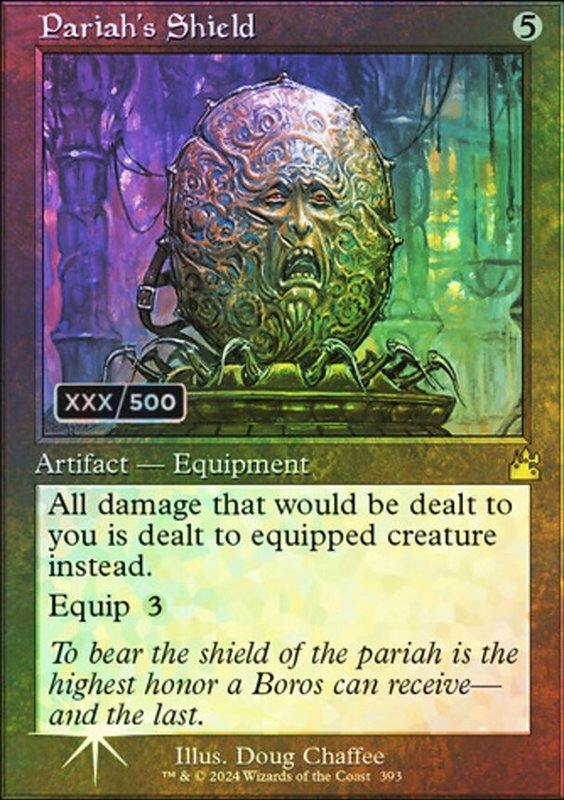 Pariah's Shield 5
XXX/500
Artifact — Equipment
All damage that would be dealt to
you is dealt to equipped creature
instead.
Equip 3
To bear the shield of the pariah is the
highest honor a Boros can receive—
and the last.
Illus. Doug Chaffee
™ & © 2024 Wizards of the Coast 393